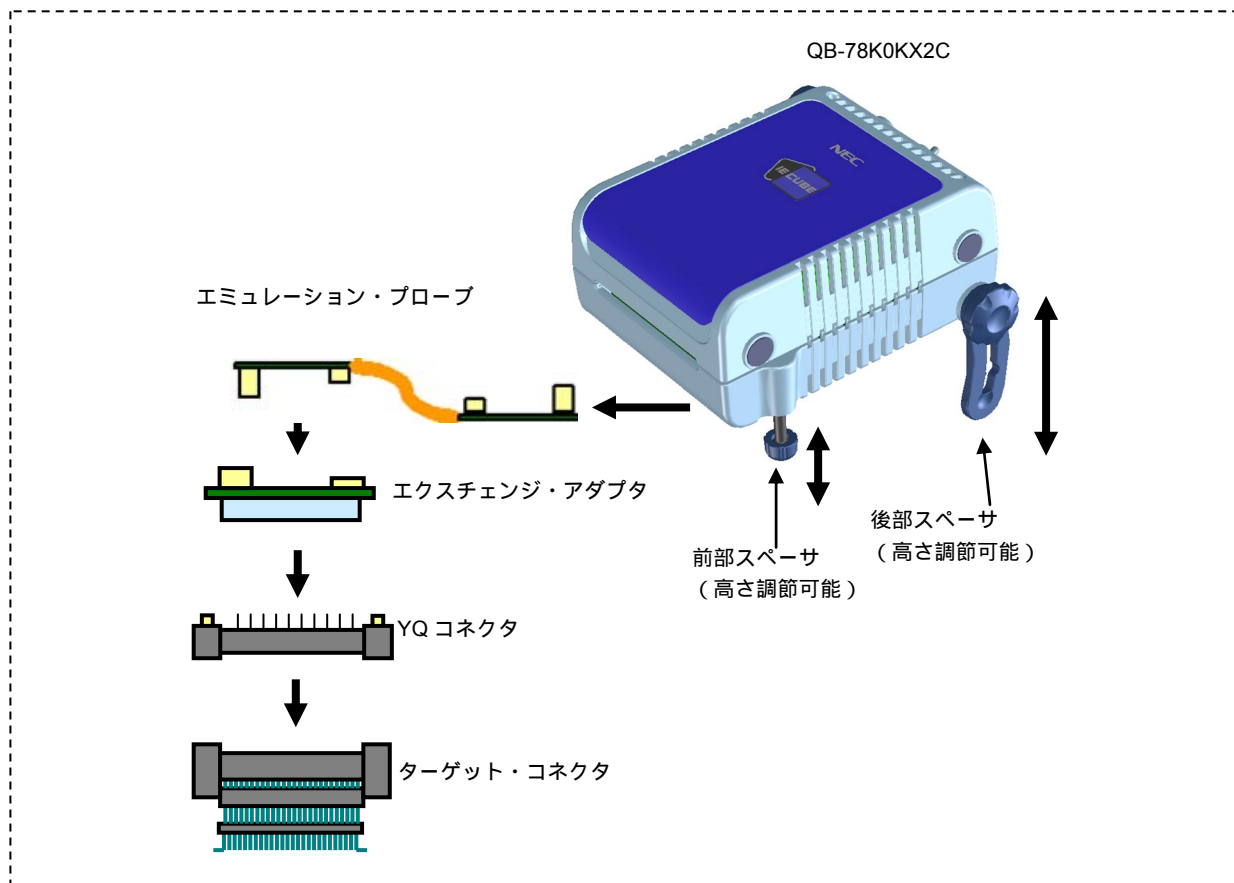 QB-78K0KX2C
NEC
IE CUBE
エミュレーション・プローブ
エクスチェンジ・アダプタ
後部スペーサ
（高さ調節可能）
前部スペーサ
（高さ調節可能）
YQ コネクタ
ターゲット・コネクタ